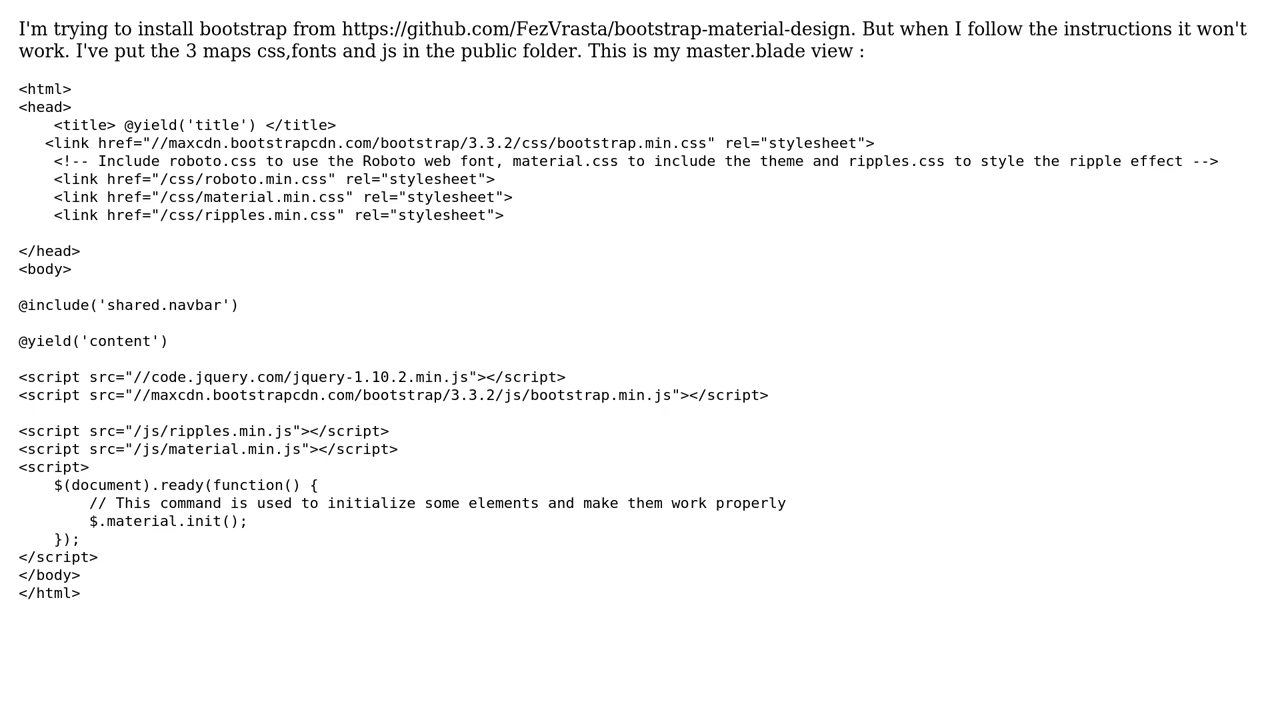 I'm trying to install bootstrap from https://github.com/FezVrasta/bootstrap-material-design. But when I follow the instructions it won't
work. I've put the 3 maps css,fonts and js in the public folder. This is my master.blade view :
<html>
<head>
    <title> @yield('title') </title>
   <link href="//maxcdn.bootstrapcdn.com/bootstrap/3.3.2/css/bootstrap.min.css" rel="stylesheet">
    <!-- Include roboto.css to use the Roboto web font, material.css to include the theme and ripples.css to style the ripple effect -->
    <link href="/css/roboto.min.css" rel="stylesheet">
    <link href="/css/material.min.css" rel="stylesheet">
    <link href="/css/ripples.min.css" rel="stylesheet">
</head>
<body>
@include('shared.navbar')
@yield('content')
<script src="//code.jquery.com/jquery-1.10.2.min.js"></script>
<script src="//maxcdn.bootstrapcdn.com/bootstrap/3.3.2/js/bootstrap.min.js"></script>
<script src="/js/ripples.min.js"></script>
<script src="/js/material.min.js"></script>
<script>
    $(document).ready(function() {
        // This command is used to initialize some elements and make them work properly
        $.material.init();
    });
</script>
</body>
</html>